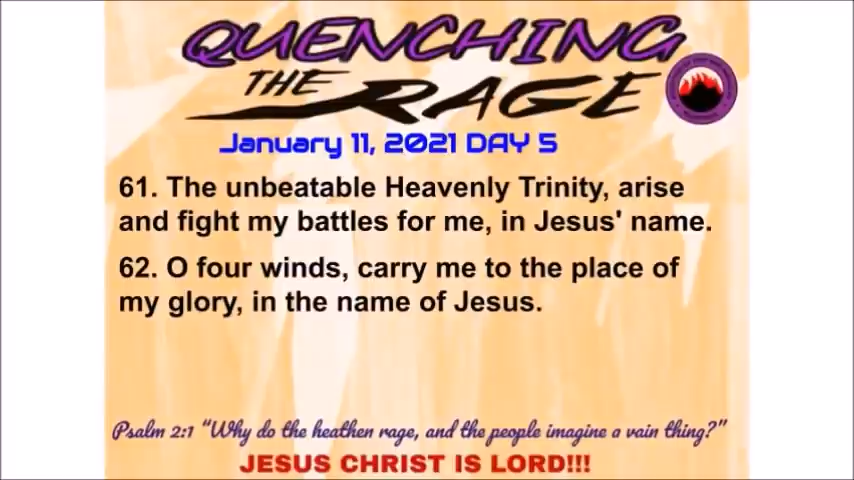 QUENCHING
THE RAGE
January 11, 2021 DAY 5
61. The unbeatable Heavenly Trinity, arise
and fight my battles for me, in Jesus' name.
62. O four winds, carry me to the place of
my glory, in the name of Jesus.
Psalm 2:1 "Why do the heathen rage, and the people imagine a vain thing?"
JESUS CHRIST IS LORD!!!